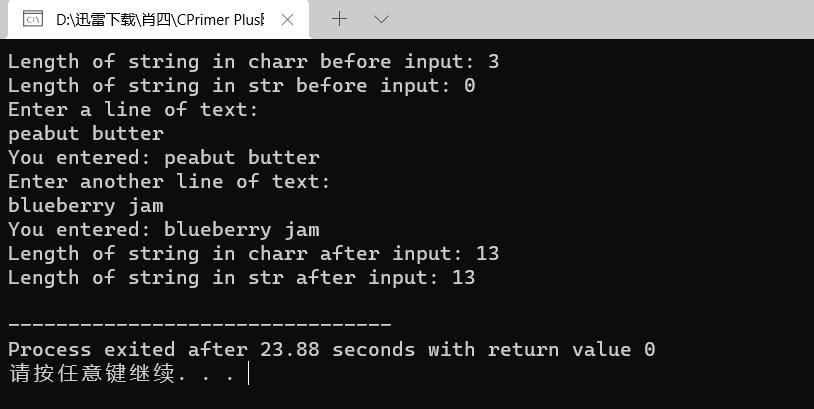 D:\迅雷下载\肖四\CPrimer Plus
Length of string in charr before input: 3
Length of string in str before input: 0
Enter a line of text:
peabut butter
You entered: peabut butter
Enter another line of text:
blueberry jam
You entered: blueberry jam
Length of string in charr after input: 13
Length of string in str after input: 13
--------------------------------
Process exited after 23.88 seconds with return value 0
请按任意键继续. . .